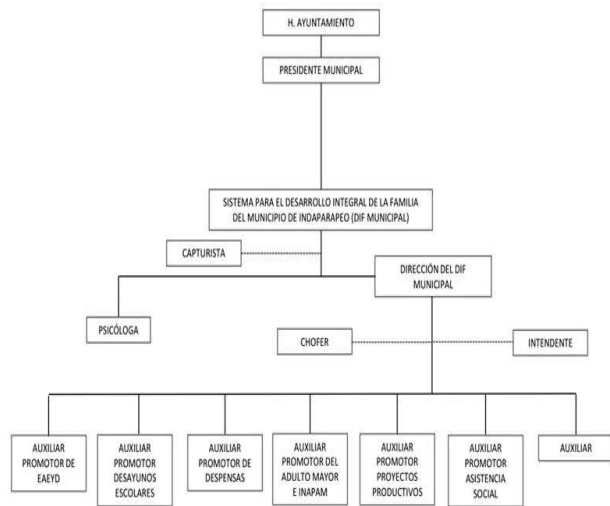 H. AYUNTAMIENTO
PRESIDENTE MUNICIPAL
SISTEMA PARA EL DESARROLLO INTEGRAL DE LA FAMILIA
DEL MUNICIPIO DE INDAPARAPEO (DIF MUNICIPAL)
CAPTURISTA
DIRECCIÓN DEL DIF
MUNICIPAL
PSICÓLOGA
CHOFER
INTENDENTE
AUXILIAR
PROMOTOR DE
EAEYD
AUXILIAR
PROMOTOR
DESAYUNOS
ESCOLARES
AUXILIAR
PROMOTOR DE
DESPENSAS
AUXILIAR
PROMOTOR DEL
ADULTO MAYOR
E INAPAM
AUXILIAR
PROMOTOR
PROYECTOS
PRODUCTIVOS
AUXILIAR
PROMOTOR
ASISTENCIA
SOCIAL
AUXILIAR